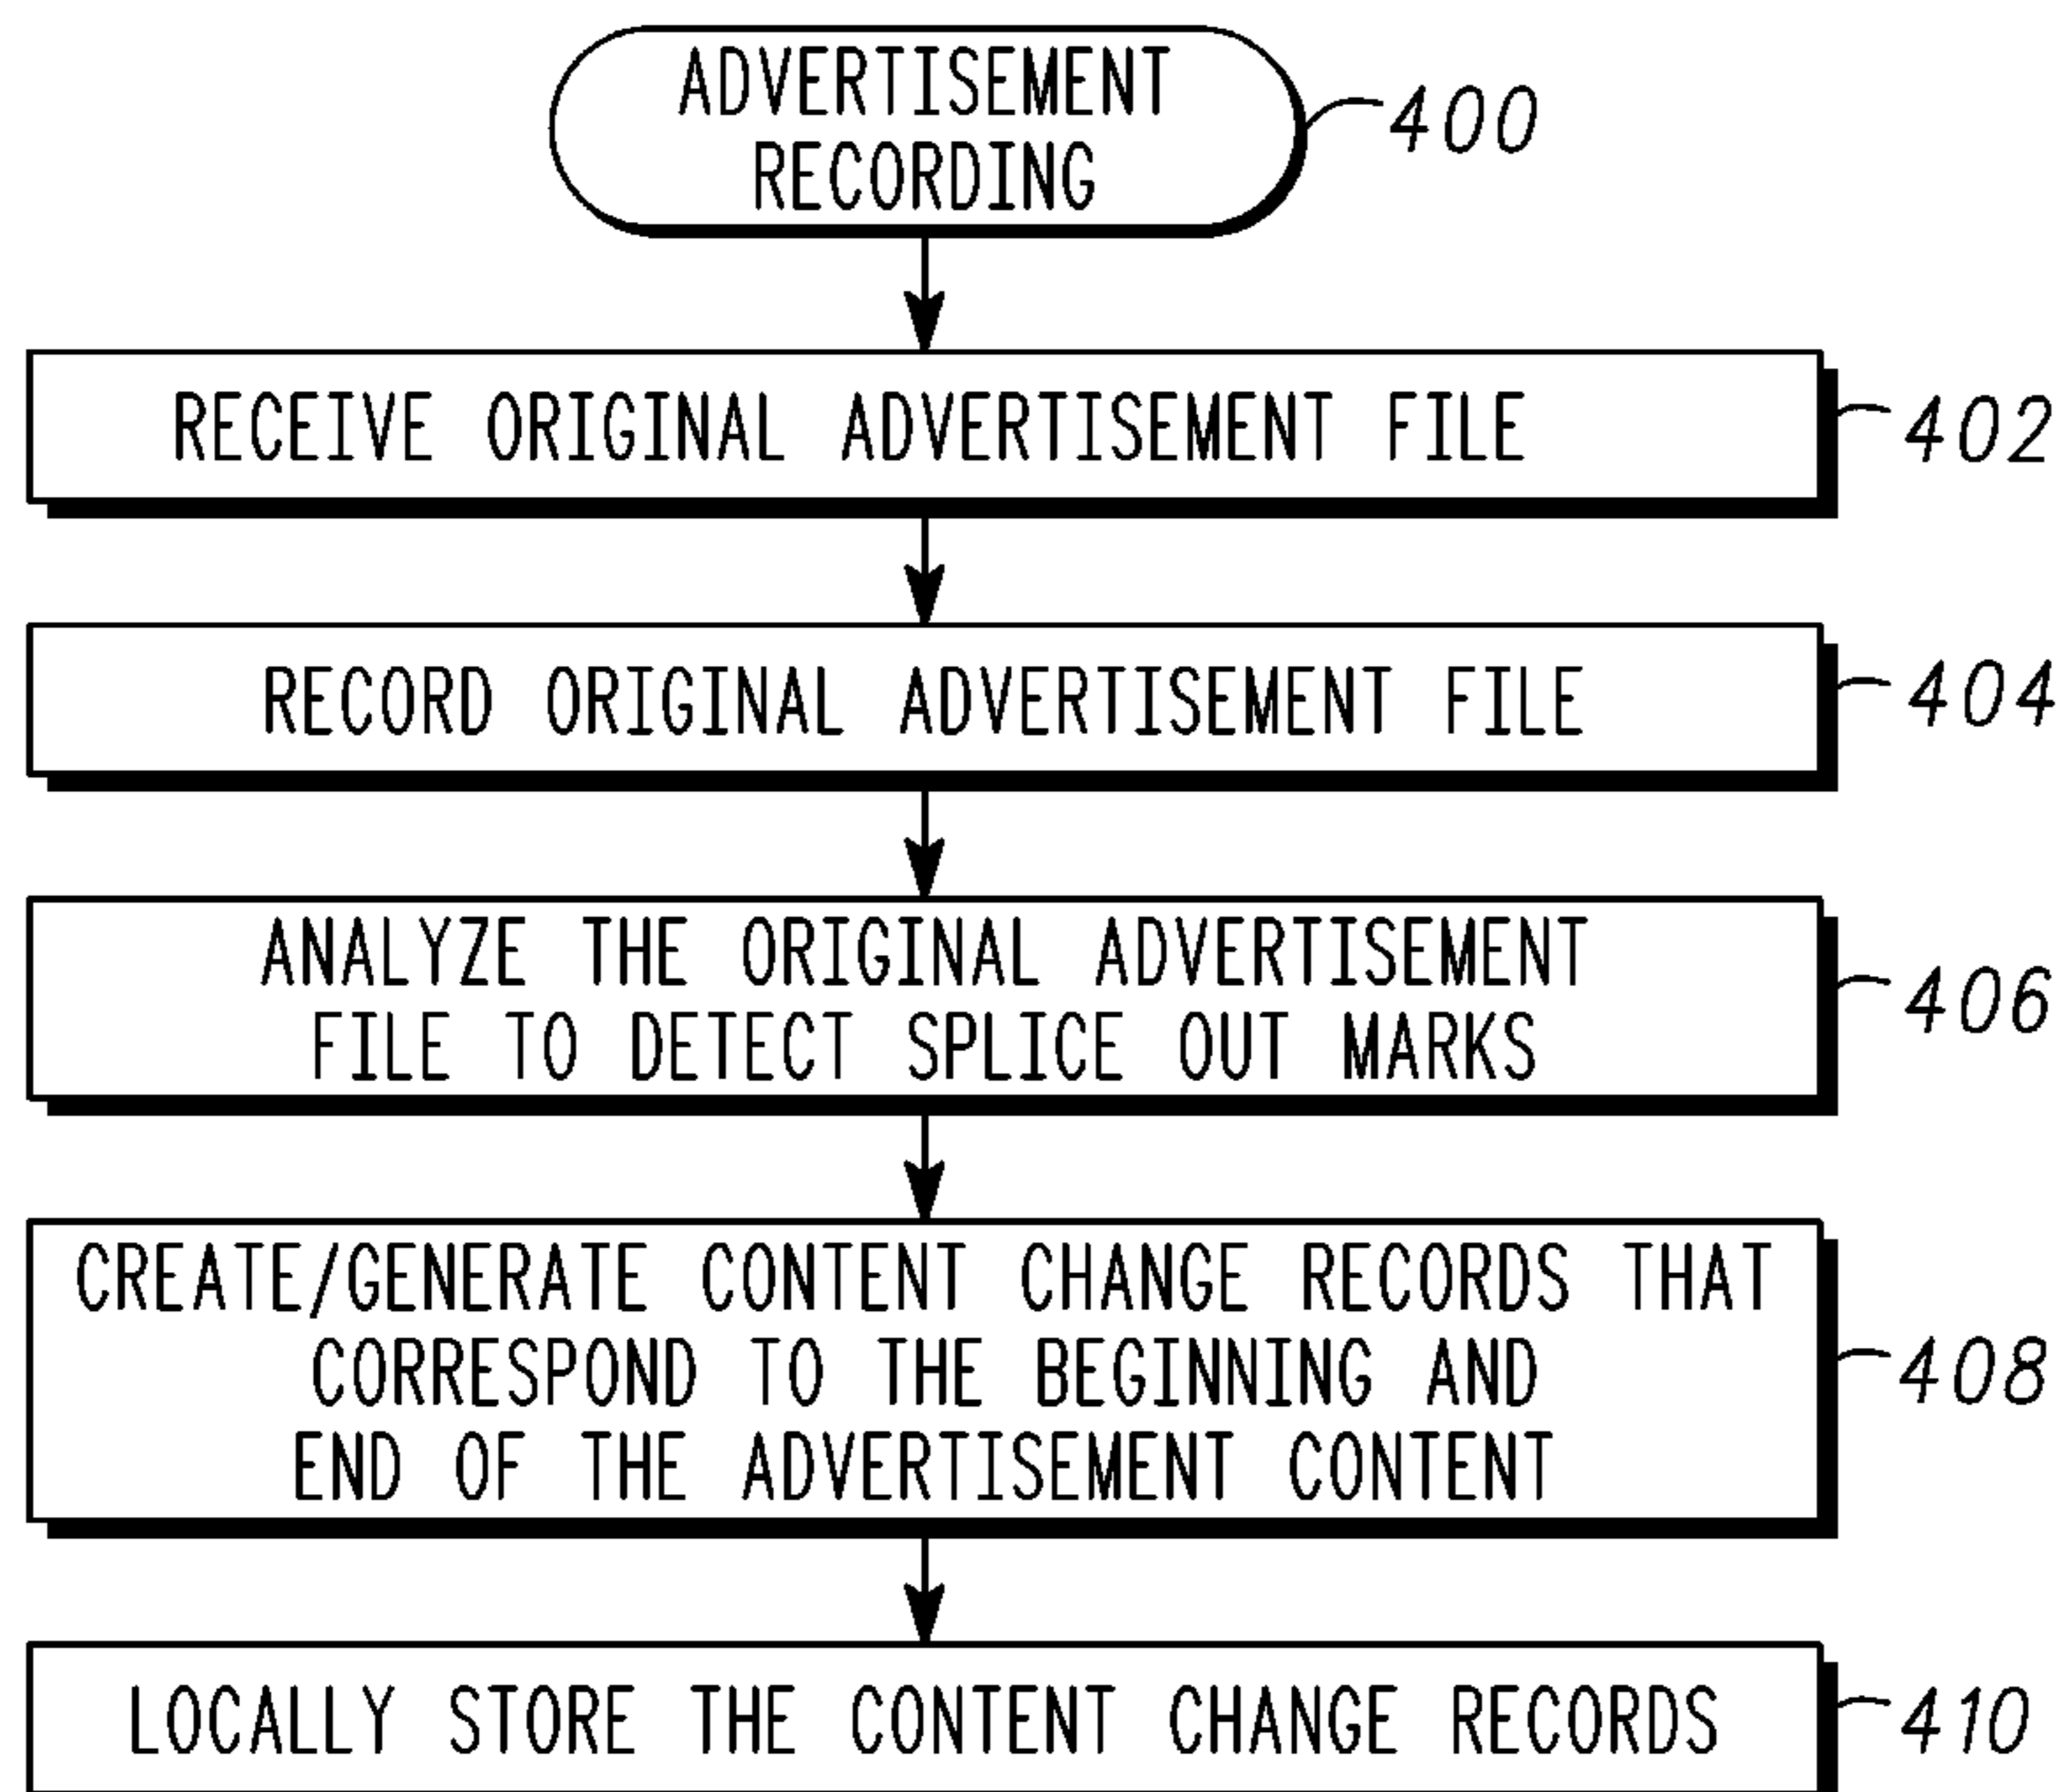 ADVERTISEMENT
RECORDING
400
RECEIVE ORIGINAL ADVERTISEMENT FILE
402
RECORD ORIGINAL ADVERTISEMENT FILE
404
ANALYZE THE ORIGINAL ADVERTISEMENT
FILE TO DETECT SPLICE OUT MARKS
406
CREATE/GENERATE CONTENT CHANGE RECORDS THAT
CORRESPOND TO THE BEGINNING AND
END OF THE ADVERTISEMENT CONTENT
408
LOCALLY STORE THE CONTENT CHANGE RECORDS
410